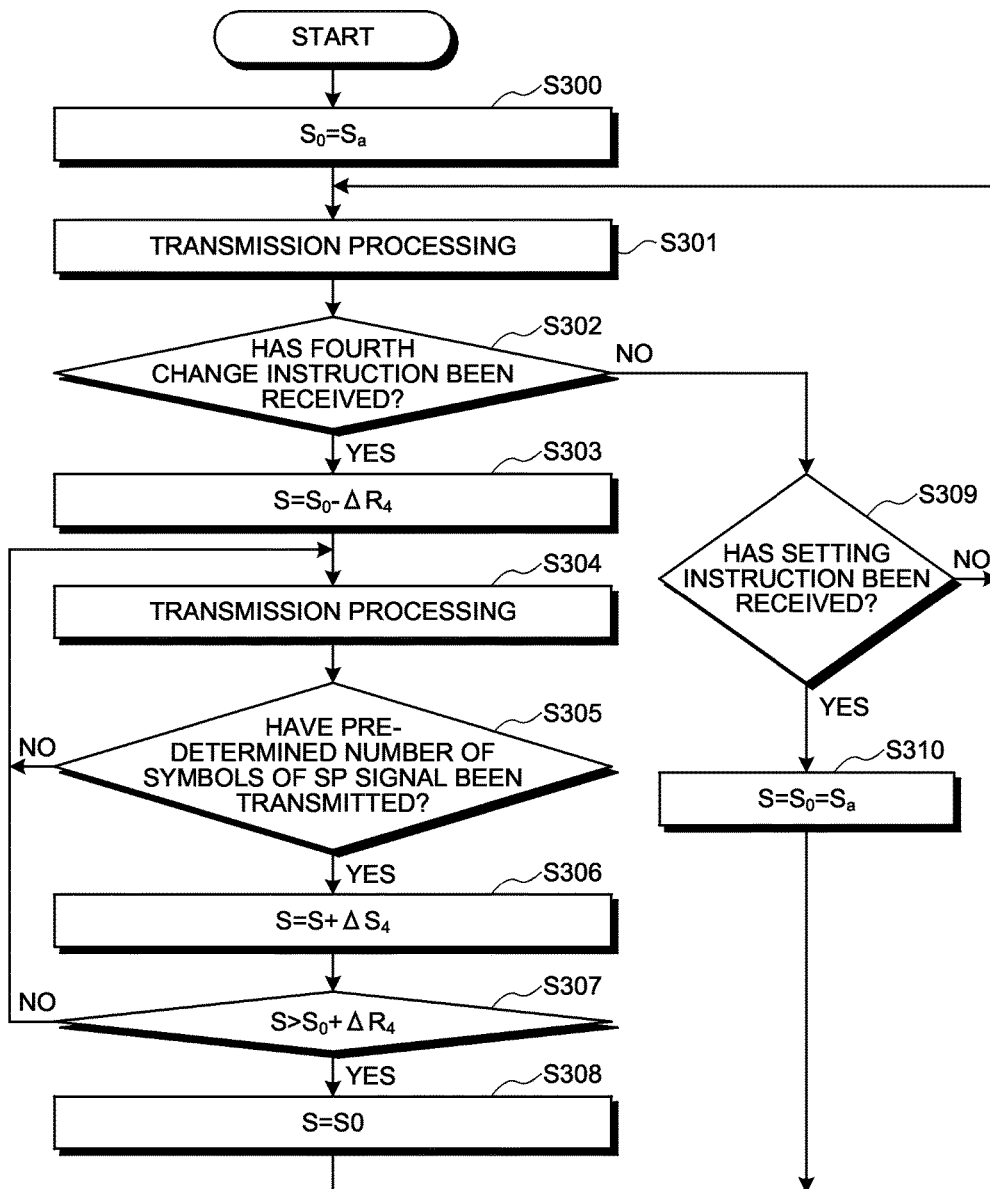 START
S300
S₀=Sₐ
TRANSMISSION PROCESSING
S301
S302
HAS FOURTH
CHANGE INSTRUCTION BEEN
RECEIVED?
NO
YES
S303
S=S₀-ΔR₄
S304
TRANSMISSION PROCESSING
S305
HAVE PRE-
DETERMINED NUMBER OF
SYMBOLS OF SP SIGNAL BEEN
TRANSMITTED?
NO
YES
S306
S=S+ΔS₄
S307
S>S₀+ΔR₄
NO
YES
S308
S=S0
S309
HAS SETTING
INSTRUCTION BEEN
RECEIVED?
NO
YES
S310
S=S₀=Sₐ